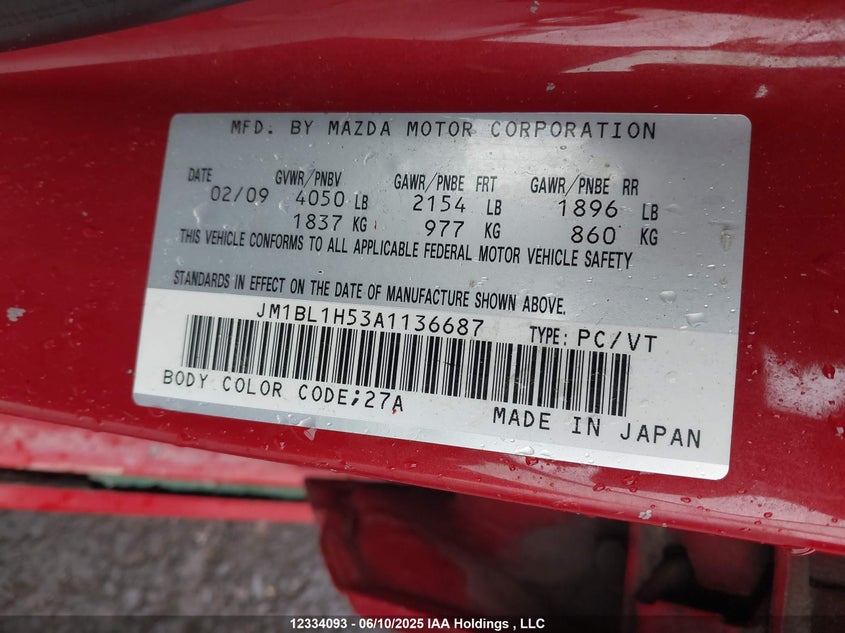 MFD. BY MAZDA MOTOR CORPORATION
DATE GVWR/PNBV GAWR/PNBE FRT GAWR/PNBE RR
02/09 4050 LB 2154 LB 1896 LB
1837 KG 977 KG 860 KG
THIS VEHICLE CONFORMS TO ALL APPLICABLE FEDERAL MOTOR VEHICLE SAFETY
STANDARDS IN EFFECT ON THE DATE OF MANUFACTURE SHOWN ABOVE.
JM1BL1H53A1136687 TYPE: PC/VT
BODY COLOR CODE;27A MADE IN JAPAN
12334093 - 06/10/2025 IAA Holdings , LLC